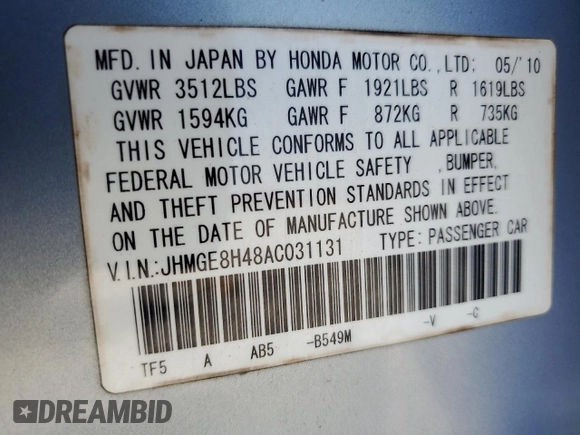 MFD. IN JAPAN BY HONDA MOTOR CO.,LTD: 05/'10
GVWR 3512LBS GAWR F 1921LBS R 1619LBS
GVWR 1594KG GAWR F 872KG R 735KG
THIS VEHICLE CONFORMS TO ALL APPLICABLE
FEDERAL MOTOR VEHICLE SAFETY ,BUMPER,
AND THEFT PREVENTION STANDARDS IN EFFECT
ON THE DATE OF MANUFACTURE SHOWN ABOVE.
V.I.N.:JHMGE8H48AC031131 TYPE: PASSENGER CAR
TF5 A AB5 -B549M -V -C
DREAMBID